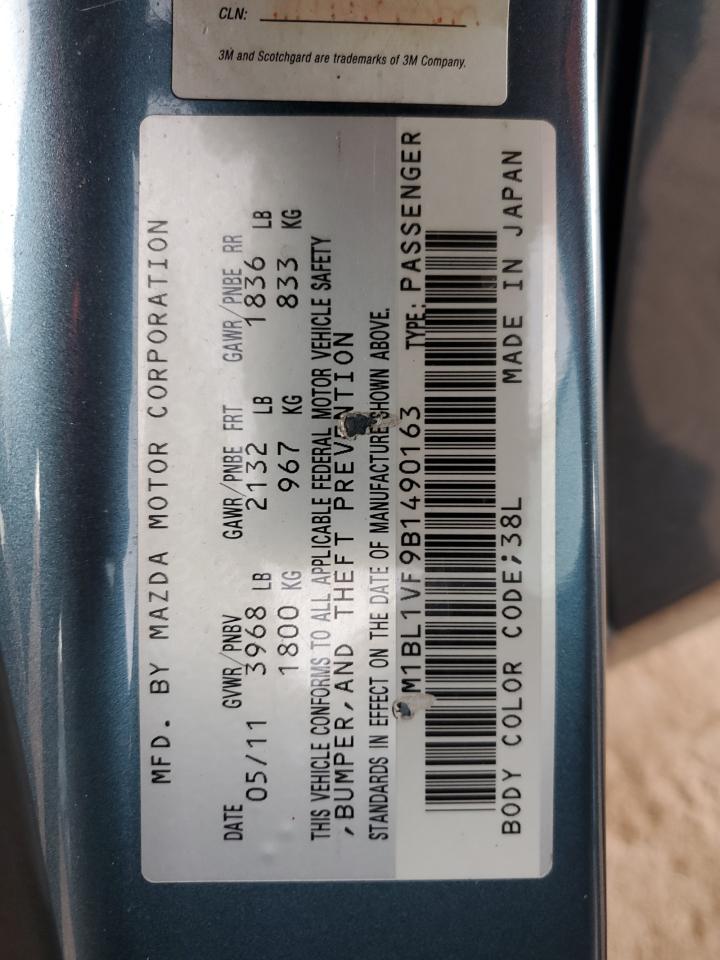 CLN:
3M and Scotchgard are trademarks of 3M Company.
MFD. BY MAZDA MOTOR CORPORATION
DATE GVWR/PNBV GAWR/PNBE FRT GAWR/PNBE RR
05/11 3968 LB 2132 LB 1836 LB
1800 KG 967 KG 833 KG
THIS VEHICLE CONFORMS TO ALL APPLICABLE FEDERAL MOTOR VEHICLE SAFETY
,BUMPER,AND THEFT PREVENTION
STANDARDS IN EFFECT ON THE DATE OF MANUFACTURE SHOWN ABOVE.
M1BL1VF9B1490163 TYPE: PASSENGER
BODY COLOR CODE;38L MADE IN JAPAN